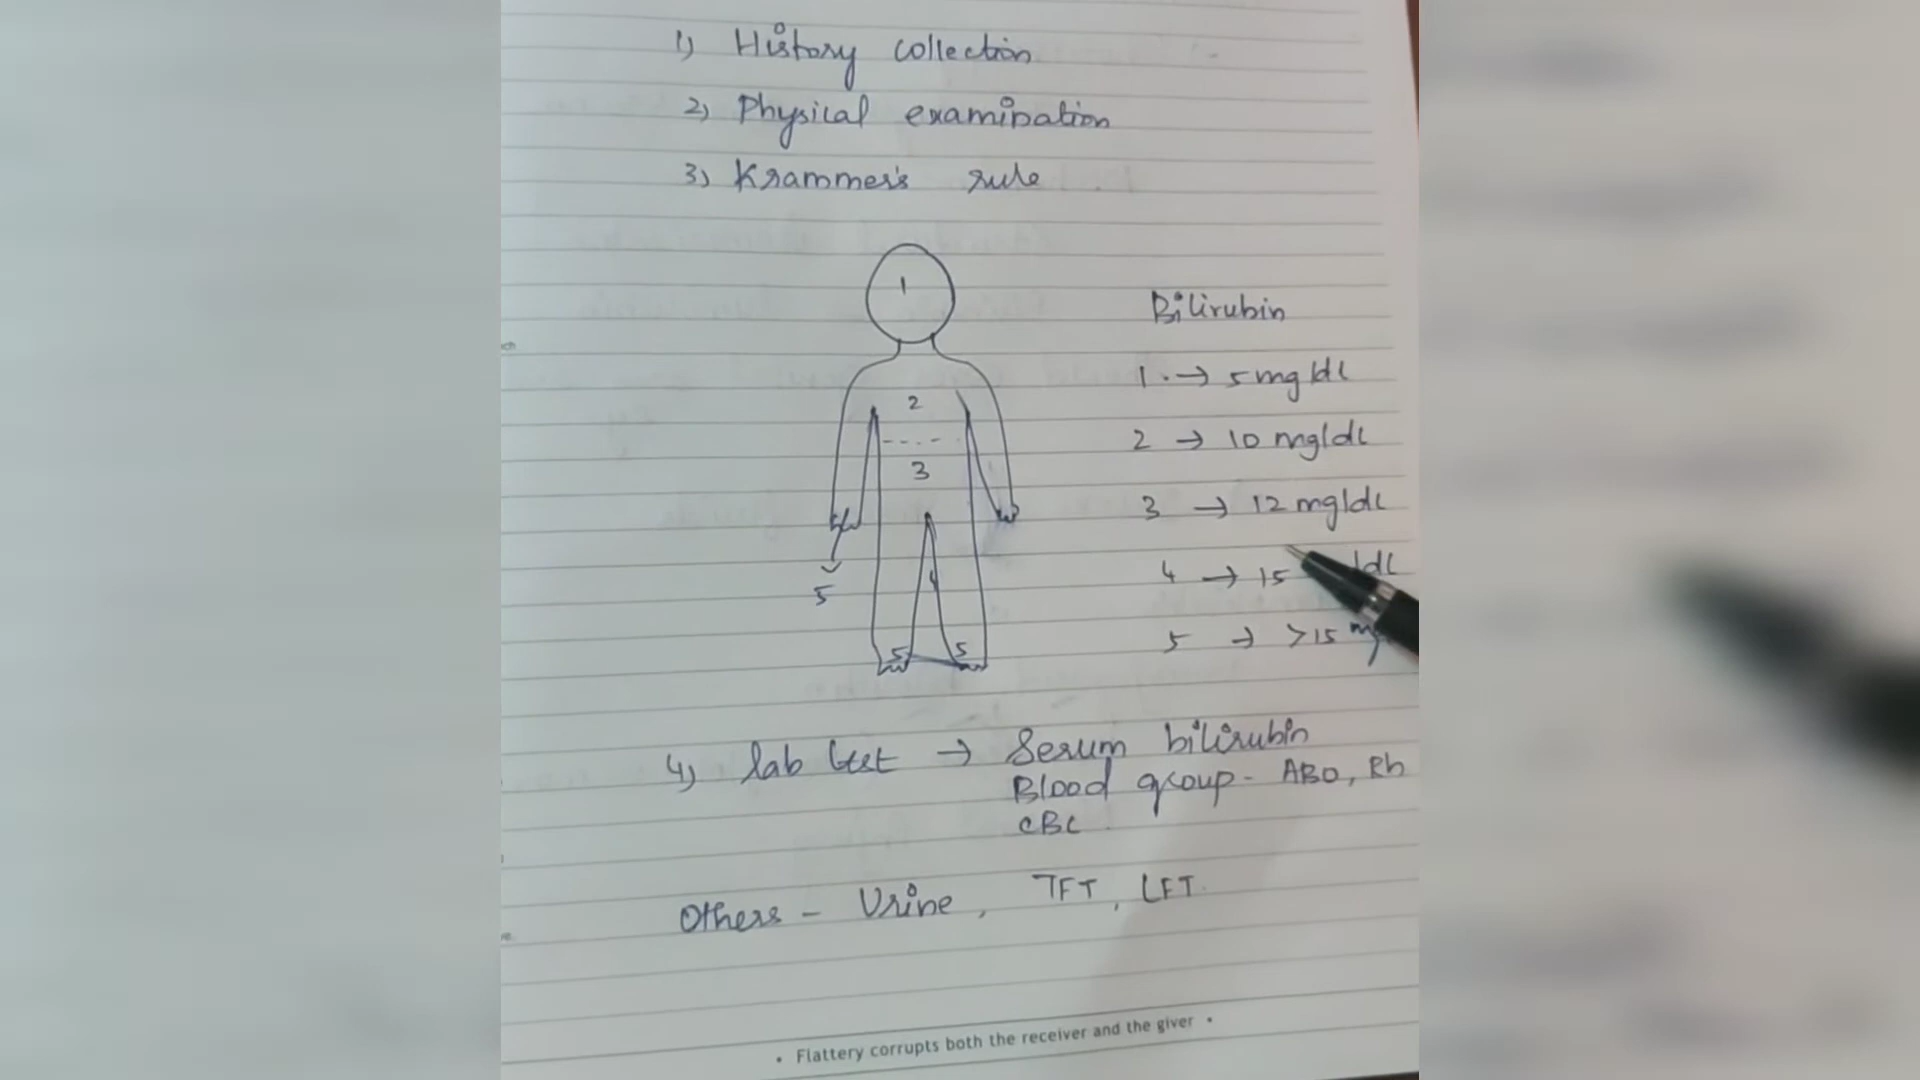 1) History collection
2) Physical examination
3) Krammer's rule
1
Bilirubin
1. → 5 mg/dl
2
2 → 10 mg/dl
3
3 → 12 mg/dl
4
4 → 15 /dl
5
5 → >15 mg
5 5
4) lab test → Serum bilirubin
Blood group - ABO, Rh
CBC
Others - Urine, TFT, LFT.
• Flattery corrupts both the receiver and the giver •